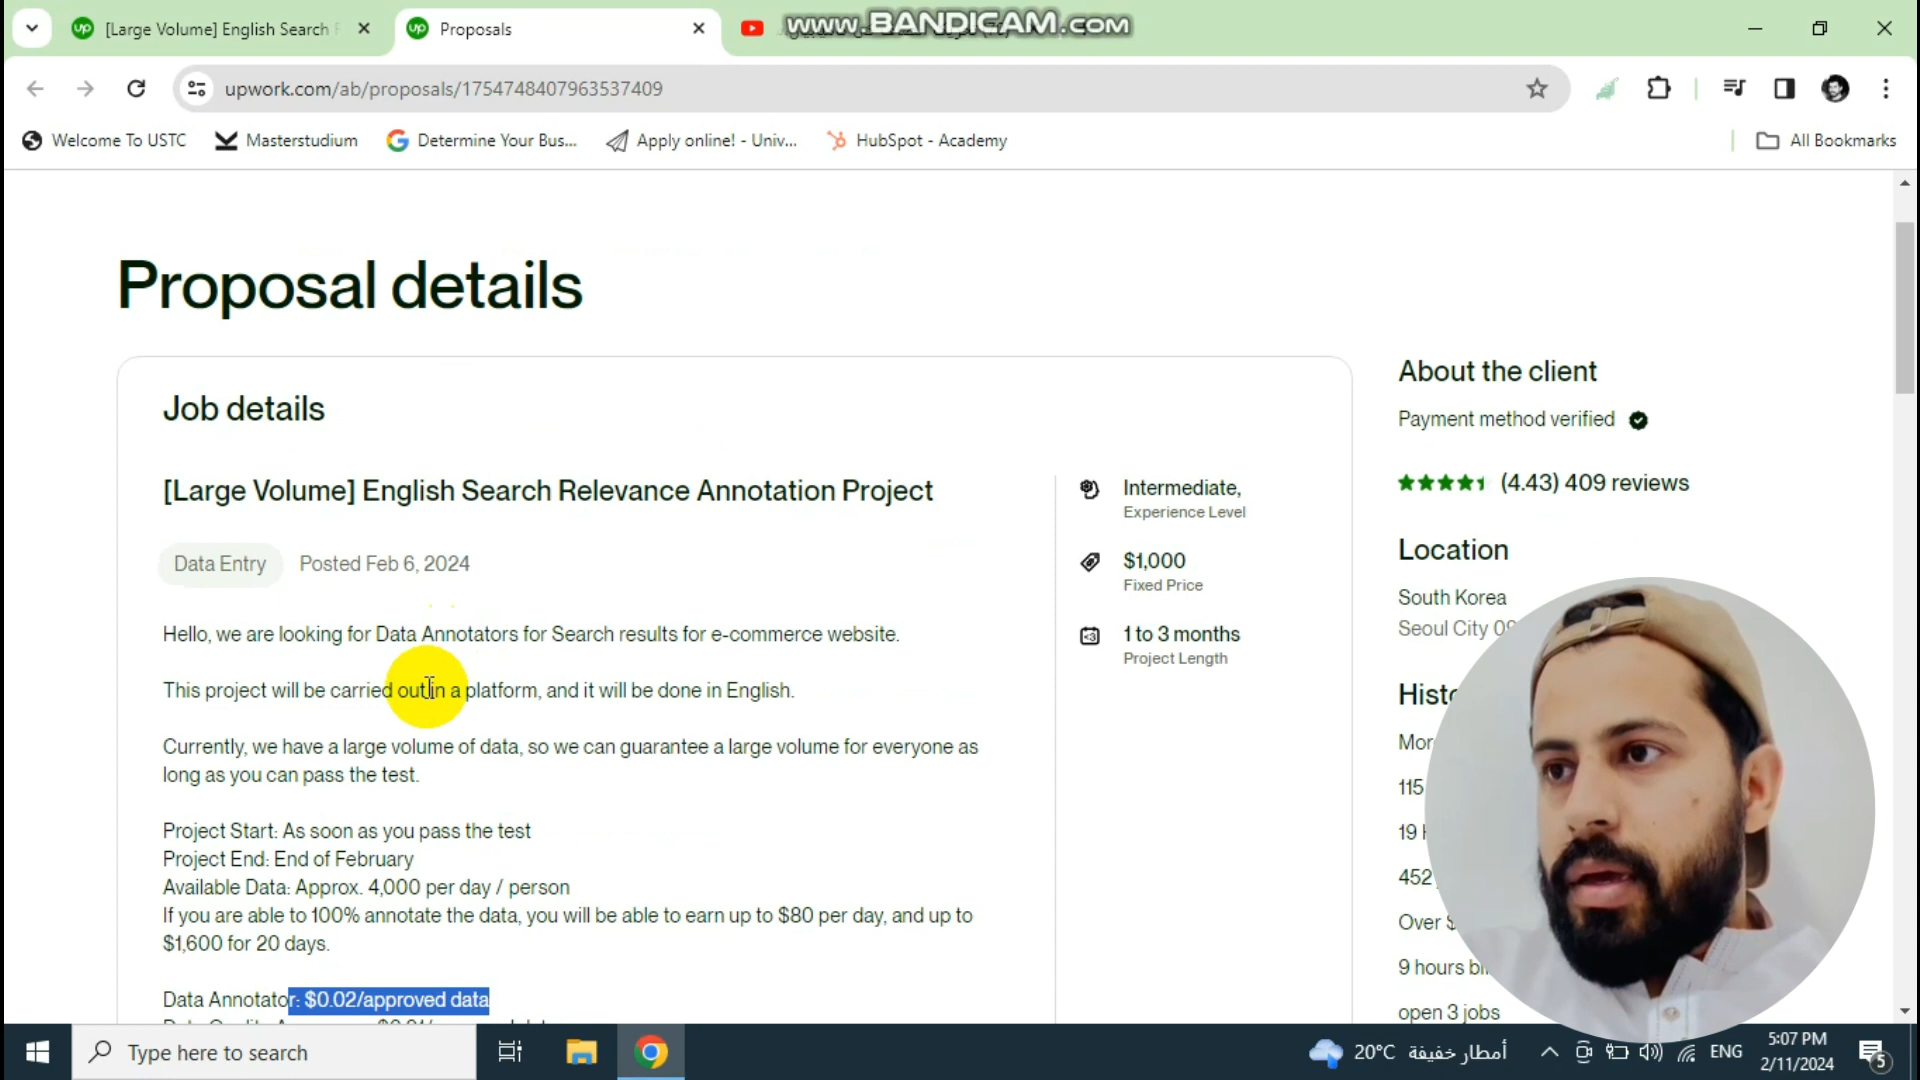 [Large Volume] English Search
Proposals
WWW.BANDICAM.COM
upwork.com/ab/proposals/1754748407963537409
Welcome To USTC
Masterstudium
Determine Your Bus...
Apply online! - Univ...
HubSpot - Academy
All Bookmarks
Proposal details
Job details
[Large Volume] English Search Relevance Annotation Project
Data Entry
Posted Feb 6, 2024
Hello, we are looking for Data Annotators for Search results for e-commerce website.
This project will be carried out in a platform, and it will be done in English.
Currently, we have a large volume of data, so we can guarantee a large volume for everyone as
long as you can pass the test.
Project Start: As soon as you pass the test
Project End: End of February
Available Data: Approx. 4,000 per day / person
If you are able to 100% annotate the data, you will be able to earn up to $80 per day, and up to
$1,600 for 20 days.
Data Annotator: $0.02/approved data
Intermediate,
Experience Level
$1,000
Fixed Price
1 to 3 months
Project Length
About the client
Payment method verified
(4.43) 409 reviews
Location
South Korea
Seoul City
115
19
452
Over
9 hours
open 3 jobs
Type here to search
20°C أمطار خفيفة
ENG
5:07 PM
2/11/2024
5